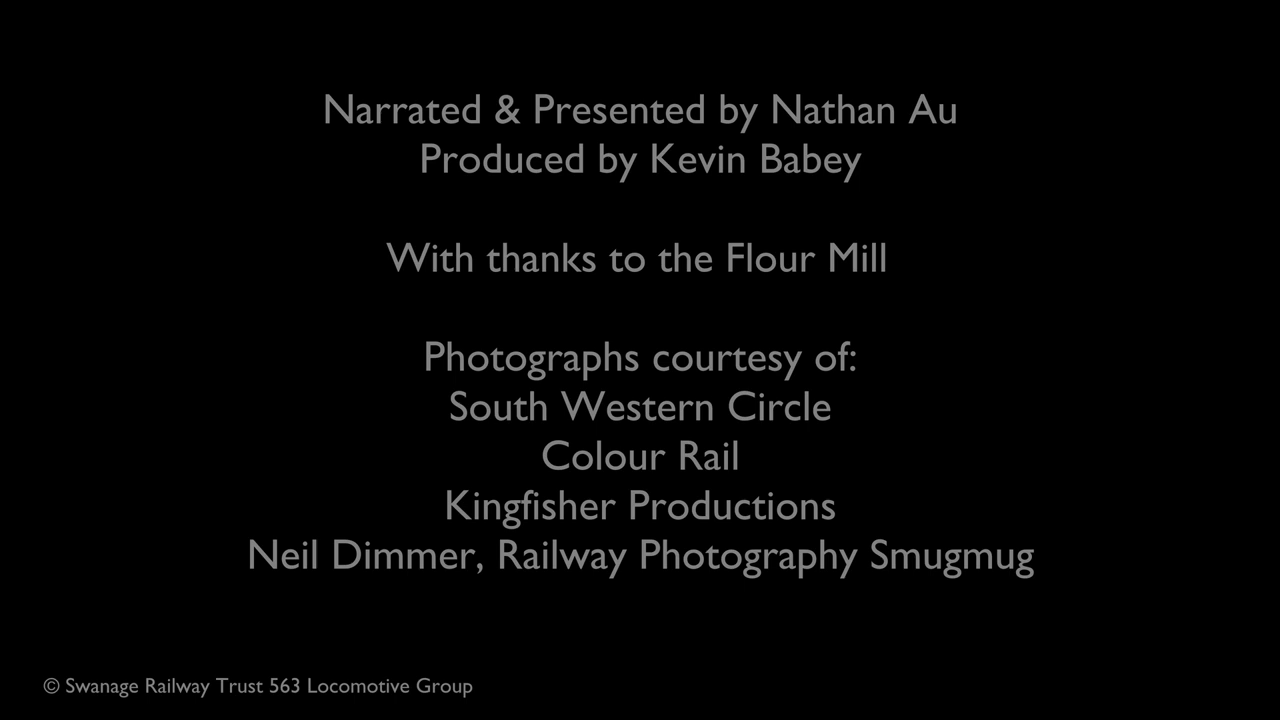 Narrated & Presented by Nathan Au
Produced by Kevin Babey
With thanks to the Flour Mill
Photographs courtesy of:
South Western Circle
Colour Rail
Kingfisher Productions
Neil Dimmer, Railway Photography Smugmug
© Swanage Railway Trust 563 Locomotive Group